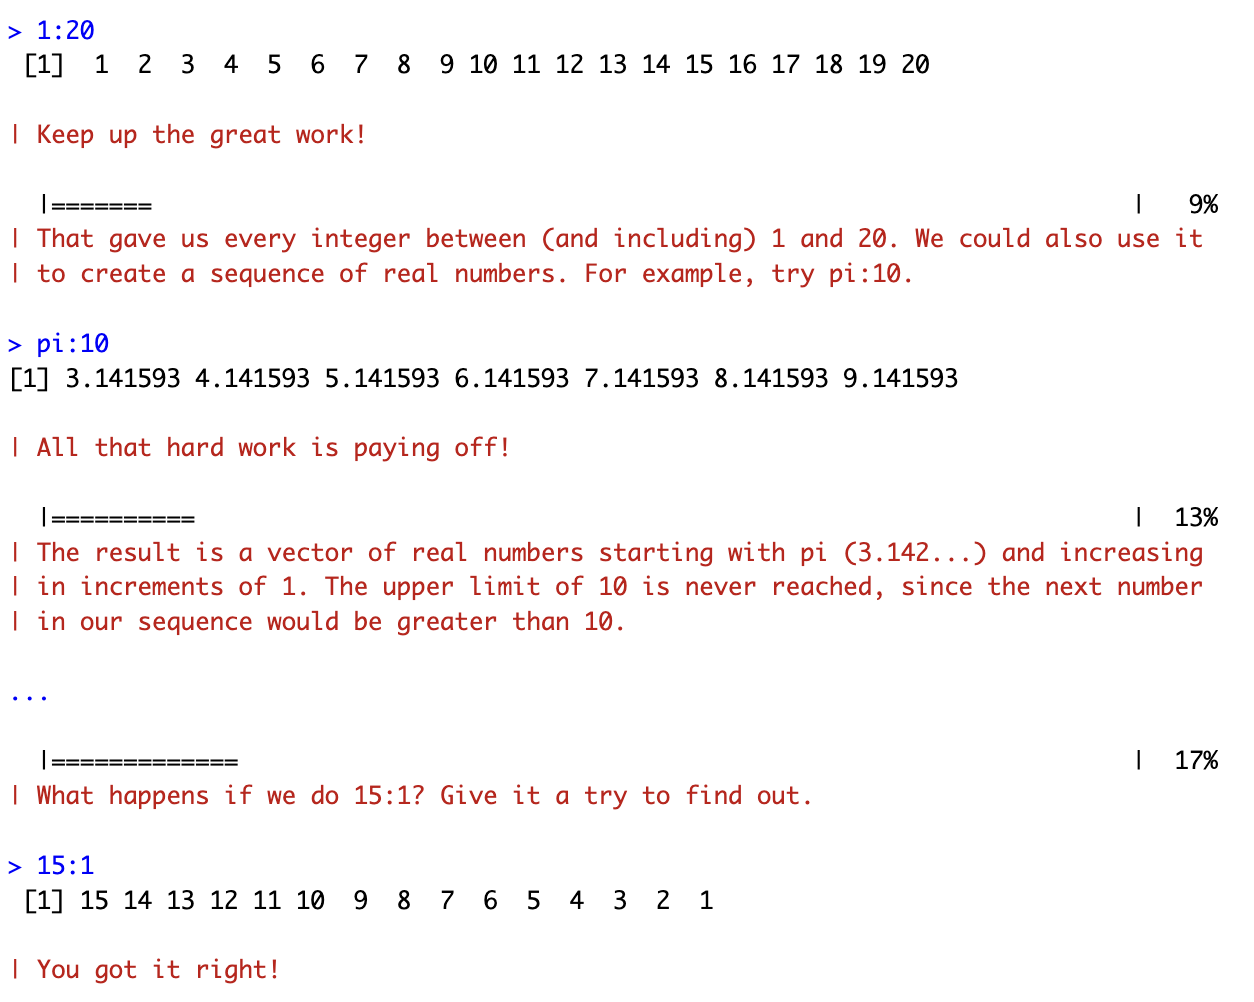 > 1:20
 [1]  1  2  3  4  5  6  7  8  9 10 11 12 13 14 15 16 17 18 19 20

| Keep up the great work!

  |=======                                                                    |   9%
| That gave us every integer between (and including) 1 and 20. We could also use it
| to create a sequence of real numbers. For example, try pi:10.

> pi:10
[1] 3.141593 4.141593 5.141593 6.141593 7.141593 8.141593 9.141593

| All that hard work is paying off!

  |==========                                                                 |  13%
| The result is a vector of real numbers starting with pi (3.142...) and increasing
| in increments of 1. The upper limit of 10 is never reached, since the next number
| in our sequence would be greater than 10.

...

  |=============                                                              |  17%
| What happens if we do 15:1? Give it a try to find out.

> 15:1
 [1] 15 14 13 12 11 10  9  8  7  6  5  4  3  2  1

| You got it right!